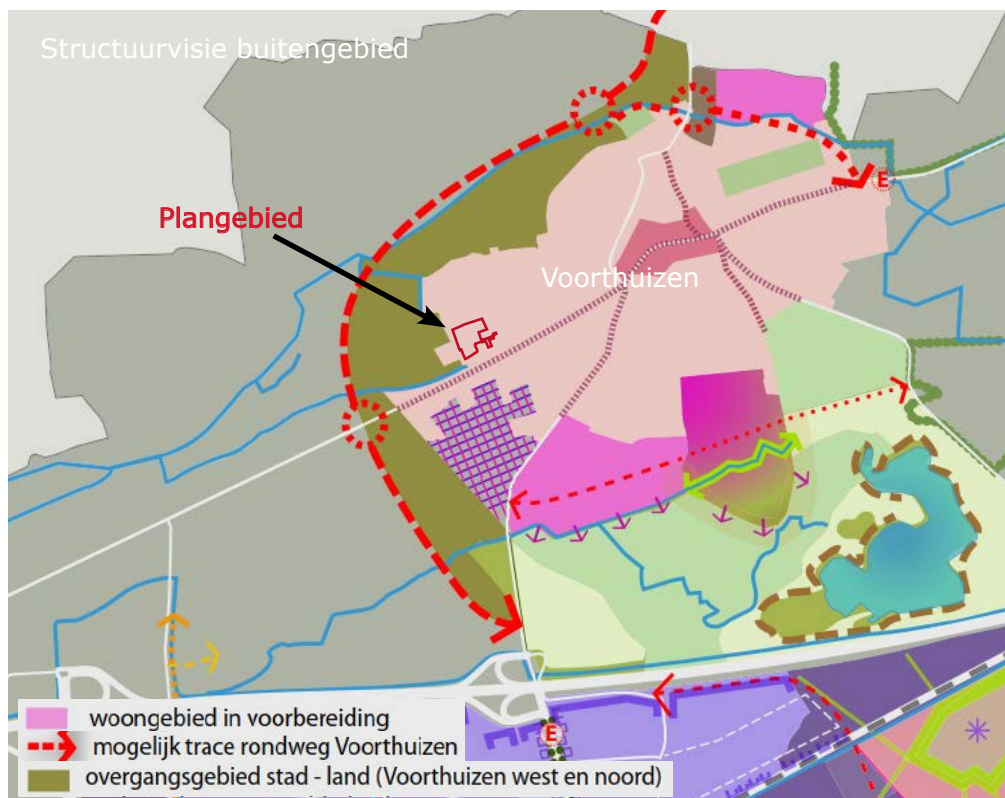 Structuurvisie buitengebied
E
Plangebied
Voorthuizen
E
woongebied in voorbereiding
mogelijk trace rondweg Voorthuizen
overgangsgebied stad - land (Voorthuizen west en noord)